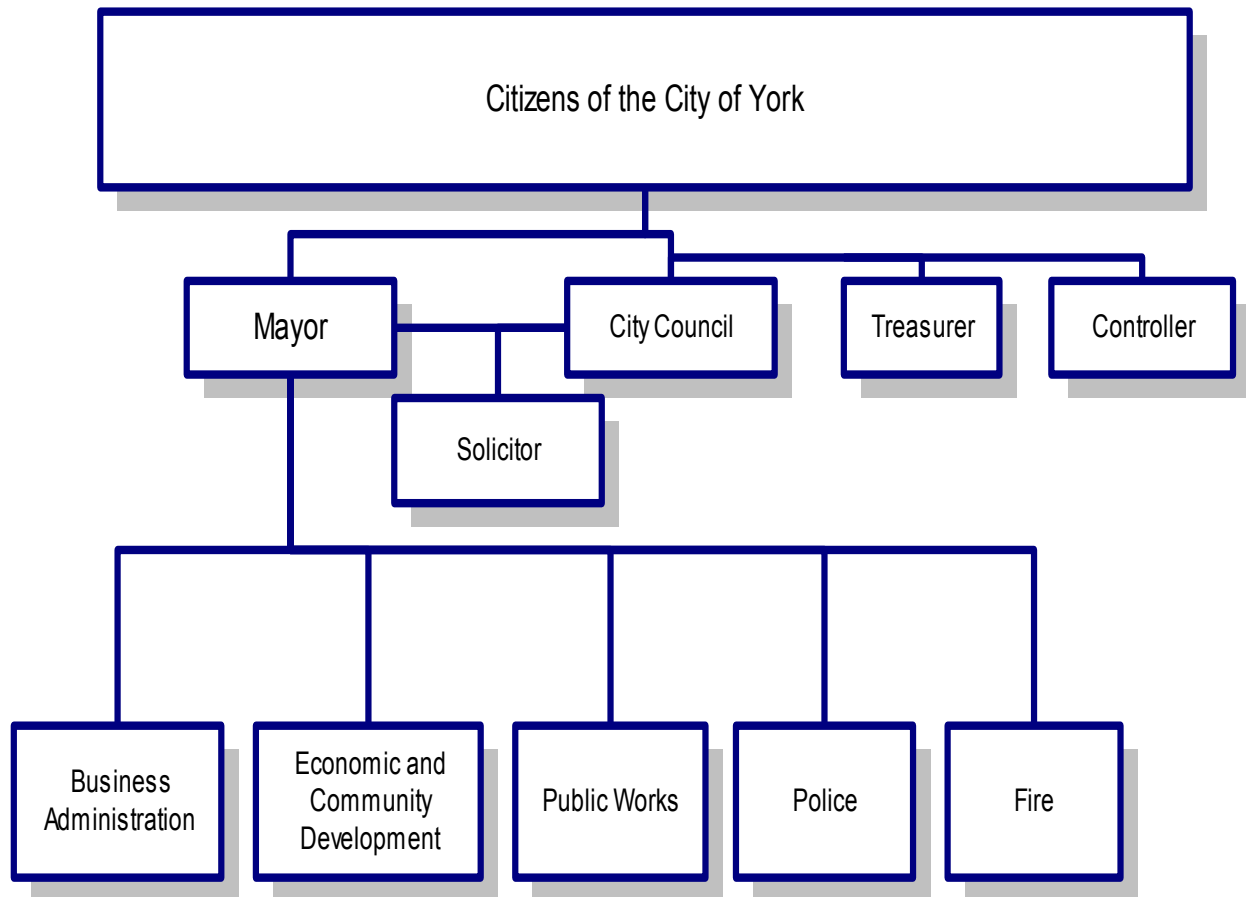 Citizens of the City of York
Mayor
City Council
Treasurer
Controller
Solicitor
Business
Administration
Economic and
Community
Development
Public Works
Police
Fire